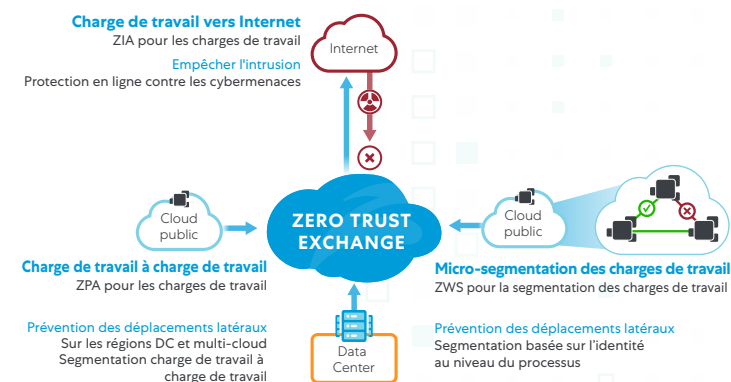 Charge de travail vers Internet
ZIA pour les charges de travail
Empêcher l'intrusion
Protection en ligne contre les cybermenaces
Internet
Cloud
public
ZERO TRUST
EXCHANGE
Cloud
public
Charge de travail à charge de travail
ZPA pour les charges de travail
Micro-segmentation des charges de travail
ZWS pour la segmentation des charges de travail
Prévention des déplacements latéraux
Sur les régions DC et multi-cloud
Segmentation charge de travail à
charge de travail
Data
Center
Prévention des déplacements latéraux
Segmentation basée sur l'identité
au niveau du processus